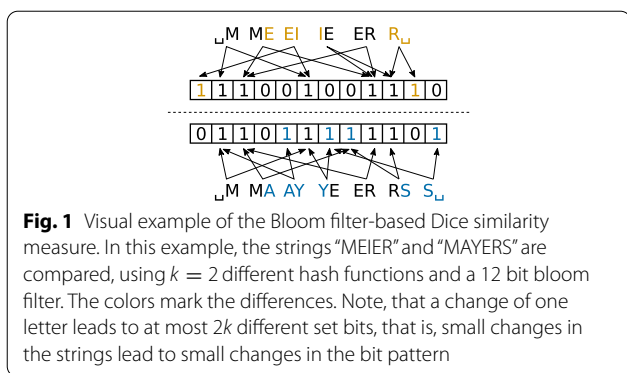 ␣M ME EI IE ER R␣
1 1 1 0 0 1 0 0 1 1 1 0
0 1 1 0 1 1 1 1 1 1 0 1
␣M MA AY YE ER RS S␣
Fig. 1 Visual example of the Bloom filter-based Dice similarity
measure. In this example, the strings “MEIER” and “MAYERS” are
compared, using k = 2 different hash functions and a 12 bit bloom
filter. The colors mark the differences. Note, that a change of one
letter leads to at most 2k different set bits, that is, small changes in
the strings lead to small changes in the bit pattern